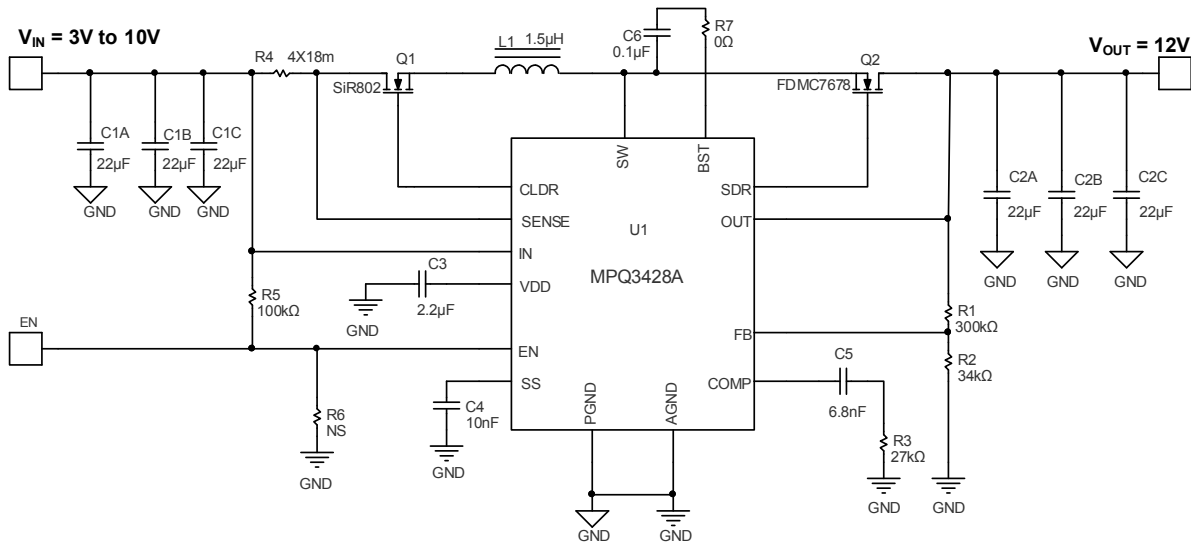 V_IN = 3V to 10V
R4 4X18m
Q1
SiR802
L1 1.5µH
C6
0.1µF
R7
0Ω
Q2
FDMC7678
V_OUT = 12V
C1A
22µF
GND
C1B
22µF
GND
C1C
22µF
GND
SW
BST
CLDR
SENSE
IN
VDD
EN
SS
SDR
OUT
FB
COMP
PGND
AGND
U1
MPQ3428A
C2A
22µF
GND
C2B
22µF
GND
C2C
22µF
GND
C3
2.2µF
GND
R5
100kΩ
EN
R6
NS
GND
C4
10nF
GND
R1
300kΩ
R2
34kΩ
GND
C5
6.8nF
R3
27kΩ
GND
GND
GND